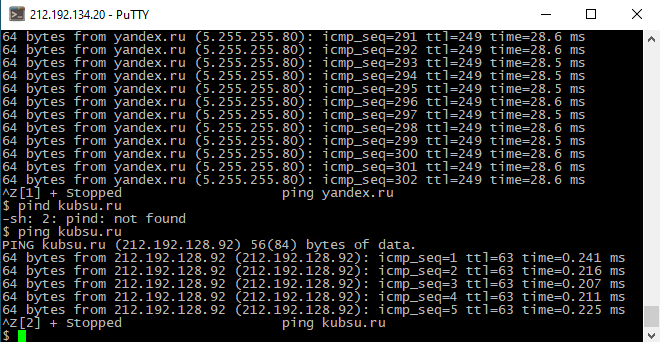 212.192.134.20 - PuTTY
64 bytes from yandex.ru (5.255.255.80): icmp_seq=291 ttl=249 time=28.6 ms
64 bytes from yandex.ru (5.255.255.80): icmp_seq=292 ttl=249 time=28.6 ms
64 bytes from yandex.ru (5.255.255.80): icmp_seq=293 ttl=249 time=28.5 ms
64 bytes from yandex.ru (5.255.255.80): icmp_seq=294 ttl=249 time=28.5 ms
64 bytes from yandex.ru (5.255.255.80): icmp_seq=295 ttl=249 time=28.5 ms
64 bytes from yandex.ru (5.255.255.80): icmp_seq=296 ttl=249 time=28.6 ms
64 bytes from yandex.ru (5.255.255.80): icmp_seq=297 ttl=249 time=28.5 ms
64 bytes from yandex.ru (5.255.255.80): icmp_seq=298 ttl=249 time=28.6 ms
64 bytes from yandex.ru (5.255.255.80): icmp_seq=299 ttl=249 time=28.5 ms
64 bytes from yandex.ru (5.255.255.80): icmp_seq=300 ttl=249 time=28.6 ms
64 bytes from yandex.ru (5.255.255.80): icmp_seq=301 ttl=249 time=28.6 ms
64 bytes from yandex.ru (5.255.255.80): icmp_seq=302 ttl=249 time=28.6 ms
^Z[1] + Stopped                    ping yandex.ru
$ pind kubsu.ru
-sh: 2: pind: not found
$ ping kubsu.ru
PING kubsu.ru (212.192.128.92) 56(84) bytes of data.
64 bytes from 212.192.128.92 (212.192.128.92): icmp_seq=1 ttl=63 time=0.241 ms
64 bytes from 212.192.128.92 (212.192.128.92): icmp_seq=2 ttl=63 time=0.216 ms
64 bytes from 212.192.128.92 (212.192.128.92): icmp_seq=3 ttl=63 time=0.207 ms
64 bytes from 212.192.128.92 (212.192.128.92): icmp_seq=4 ttl=63 time=0.211 ms
64 bytes from 212.192.128.92 (212.192.128.92): icmp_seq=5 ttl=63 time=0.225 ms
^Z[2] + Stopped                    ping kubsu.ru
$